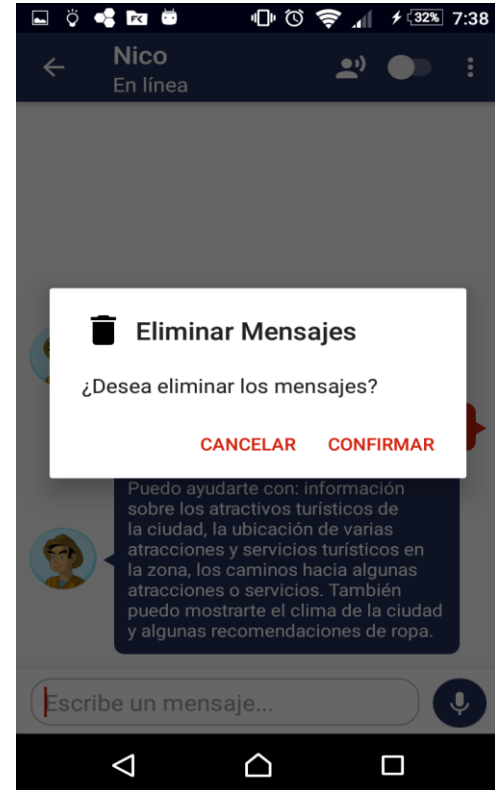 32% 7:38
Nico
En línea
Eliminar Mensajes
¿Desea eliminar los mensajes?
CANCELAR CONFIRMAR
Puedo ayudarte con: información
sobre los atractivos turísticos de
la ciudad, la ubicación de varias
atracciones y servicios turísticos en
la zona, los caminos hacia algunas
atracciones o servicios. También
puedo mostrarte el clima de la ciudad
y algunas recomendaciones de ropa.
Escribe un mensaje...